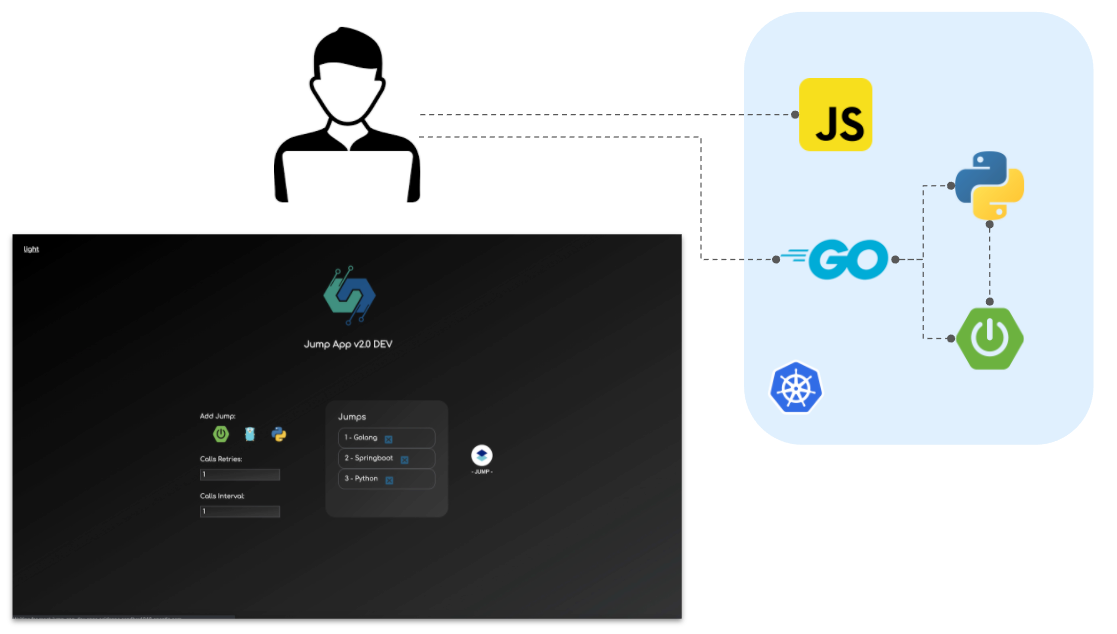 JS
GO
light
Jump App v2.0 DEV
Add Jump:
Calls Retries:
1
Calls Interval:
1
Jumps
1 - Golang
2 - Springboot
3 - Python
- JUMP -